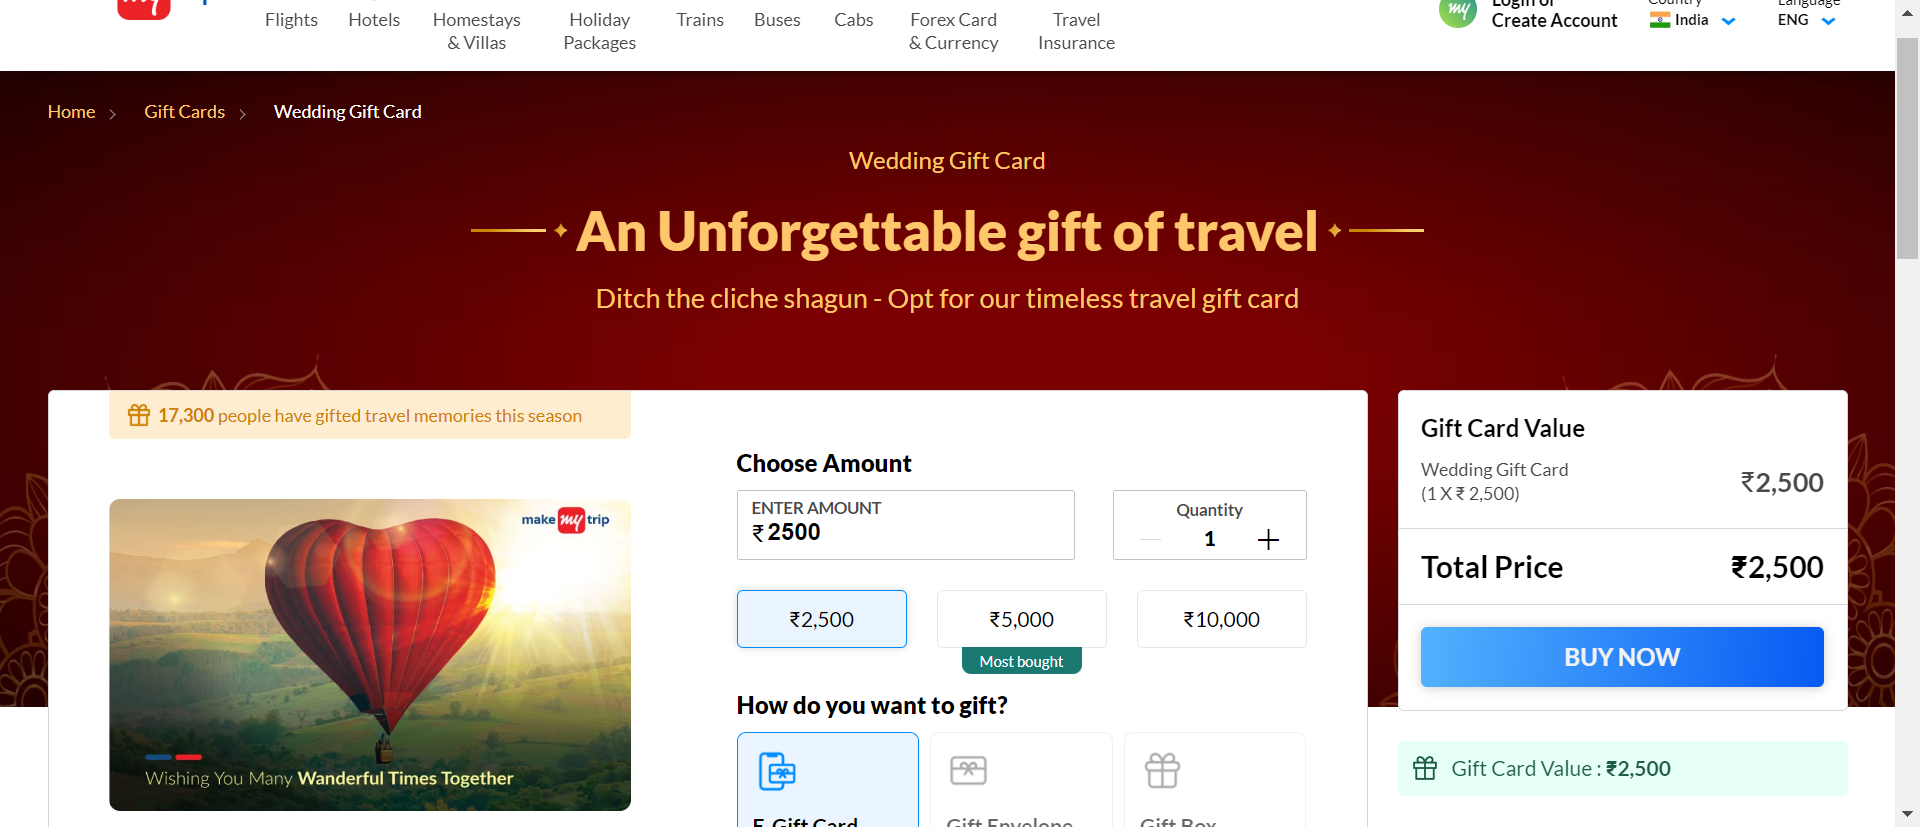 my
Flights
Hotels
Homestays
& Villas
Holiday
Packages
Trains
Buses
Cabs
Forex Card
& Currency
Travel
Insurance
my
Login or
Create Account
Country
India
Language
ENG
Home
Gift Cards
Wedding Gift Card
Wedding Gift Card
An Unforgettable gift of travel
Ditch the cliche shagun - Opt for our timeless travel gift card
17,300 people have gifted travel memories this season
make my trip
Wishing You Many Wanderful Times Together
Choose Amount
ENTER AMOUNT
₹ 2500
Quantity
1
₹2,500
₹5,000
₹10,000
Most bought
How do you want to gift?
E-Gift Card
Gift Envelope
Gift Box
Gift Card Value
Wedding Gift Card
(1 X ₹ 2,500)
₹2,500
Total Price
₹2,500
BUY NOW
Gift Card Value : ₹2,500